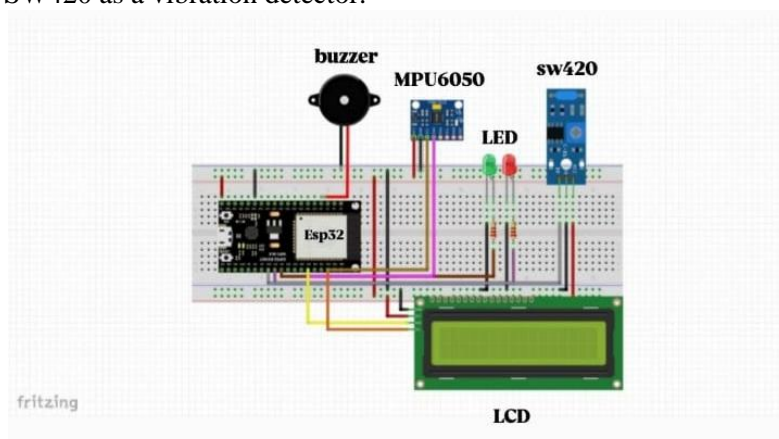 SW420 as a vibration detector.
buzzer
MPU6050
sw420
LED
Esp32
fritzing
LCD